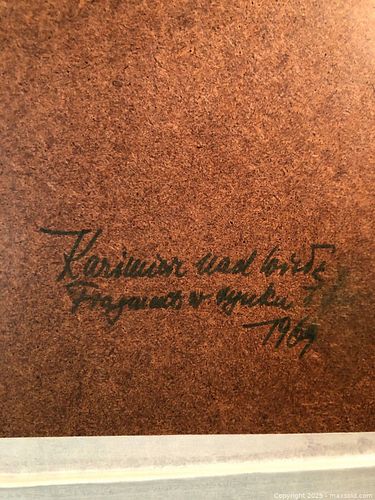 Kazimierz nad Wisłą
Fragment w rynku
1969
Copyright 2025 - maxsold.com